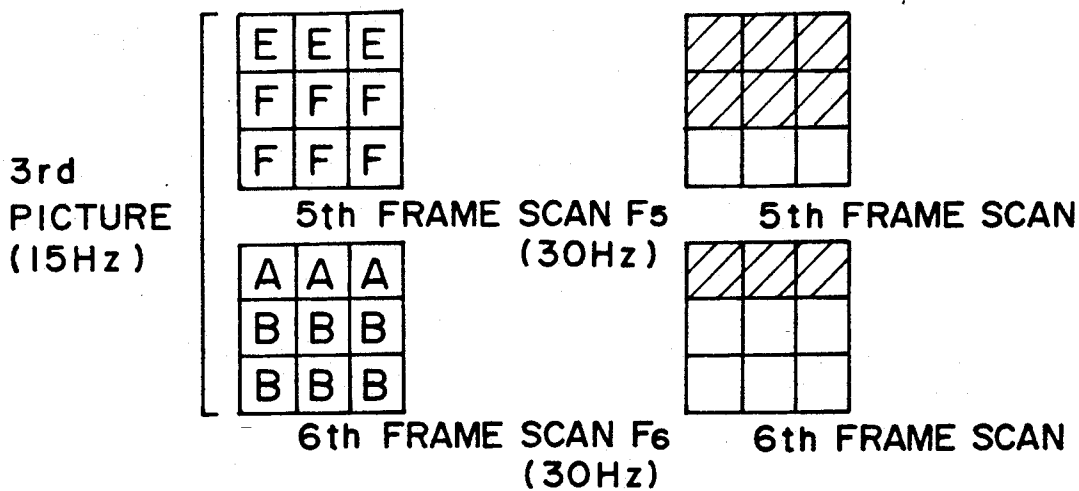 E E E
F F F
F F F
3rd
PICTURE
(15Hz)
5th FRAME SCAN F5
(30Hz)
5th FRAME SCAN
A A A
B B B
B B B
6th FRAME SCAN F6
(30Hz)
6th FRAME SCAN